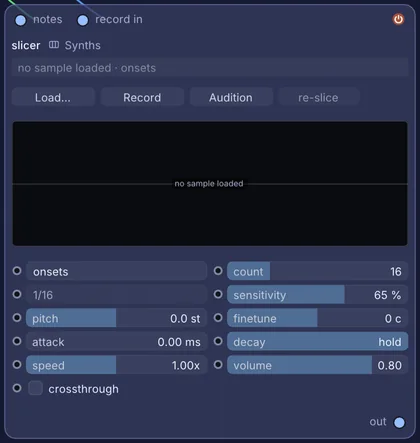 notes record in
slicer Synths
no sample loaded · onsets
Load... Record Audition re-slice
no sample loaded
onsets count 16
1/16 sensitivity 65 %
pitch 0.0 st finetune 0 c
attack 0.00 ms decay hold
speed 1.00x volume 0.80
crossthrough
out